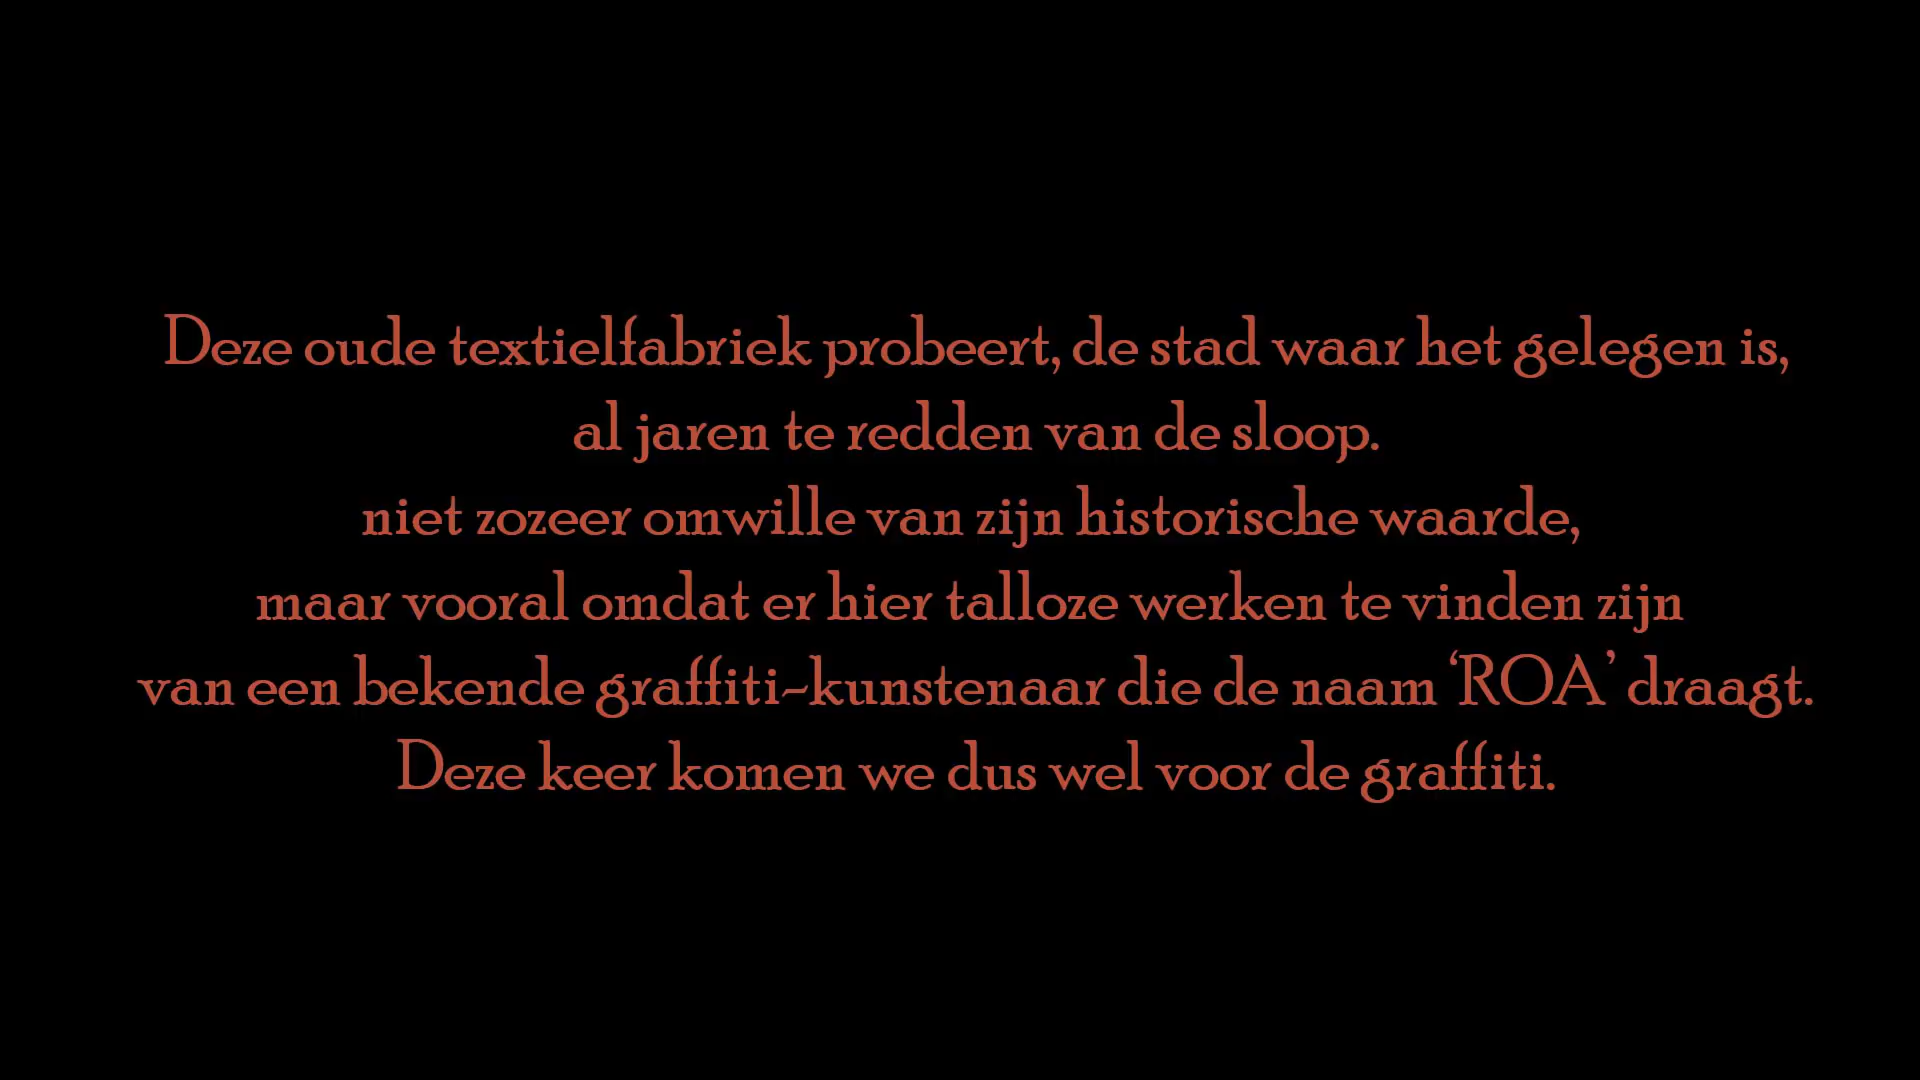 Deze oude textielfabriek probeert, de stad waar het gelegen is,
al jaren te redden van de sloop.
niet zozeer omwille van zijn historische waarde,
maar vooral omdat er hier talloze werken te vinden zijn
van een bekende graffiti-kunstenaar die de naam ‘ROA’ draagt.
Deze keer komen we dus wel voor de graffiti.